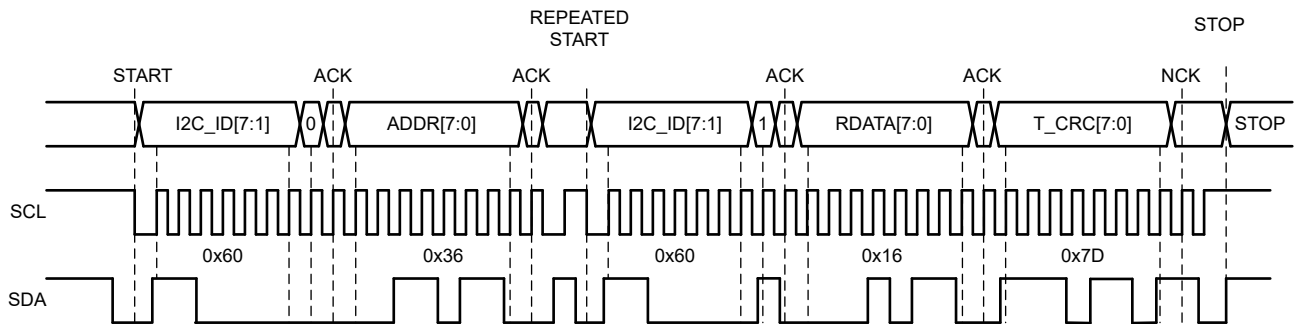 REPEATED
START
STOP
START ACK ACK ACK ACK NCK
I2C_ID[7:1] 0 ADDR[7:0] I2C_ID[7:1] 1 RDATA[7:0] T_CRC[7:0] STOP
SCL
0x60 0x36 0x60 0x16 0x7D
SDA